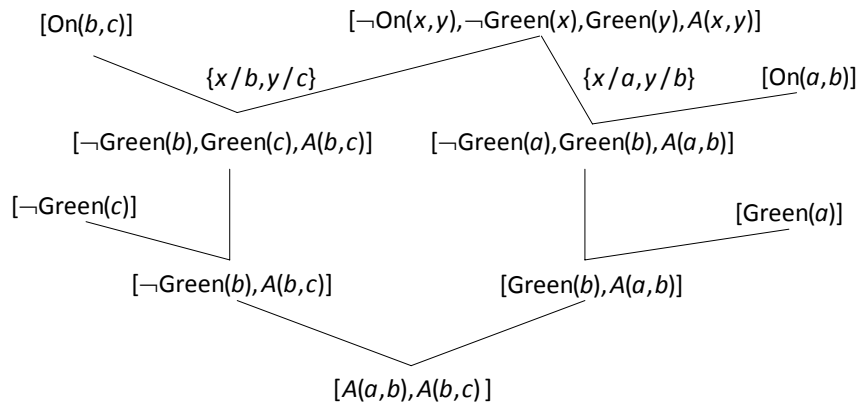 [On(b,c)] [¬On(x,y),¬Green(x),Green(y),A(x,y)]
{x/b,y/c} {x/a,y/b} [On(a,b)]
[¬Green(b),Green(c),A(b,c)] [¬Green(a),Green(b),A(a,b)]
[¬Green(c)] [Green(a)]
[¬Green(b),A(b,c)] [Green(b),A(a,b)]
[A(a,b),A(b,c)]